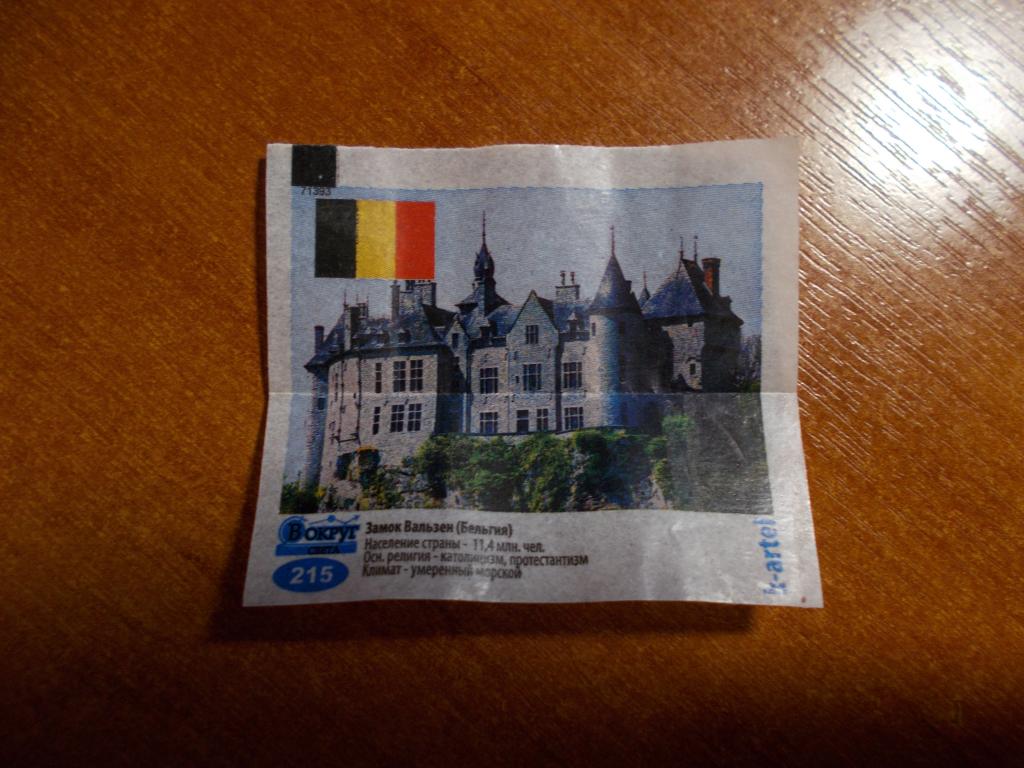 71393
Вокруг
света
215
Замок Вальзен (Бельгия)
Население страны - 11,4 млн. чел.
Осн. религия - католицизм, протестантизм
Климат - умеренный морской
k-artel